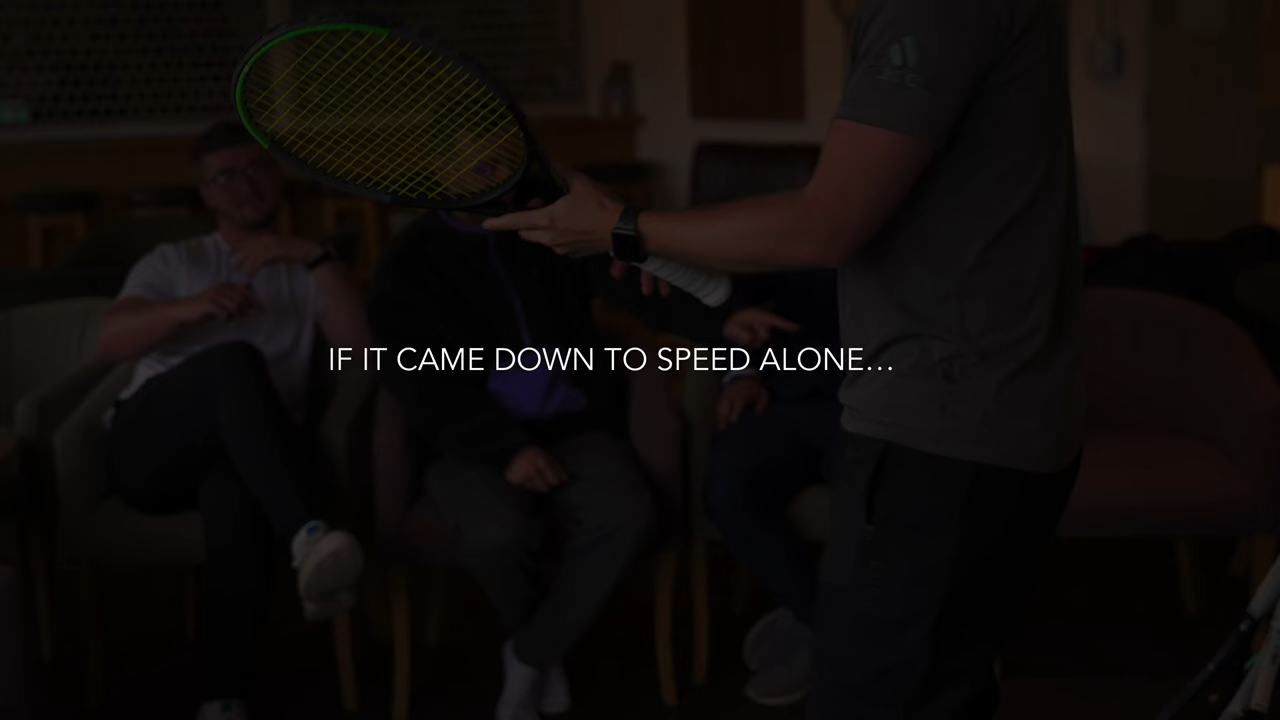 IF IT CAME DOWN TO SPEED ALONE…